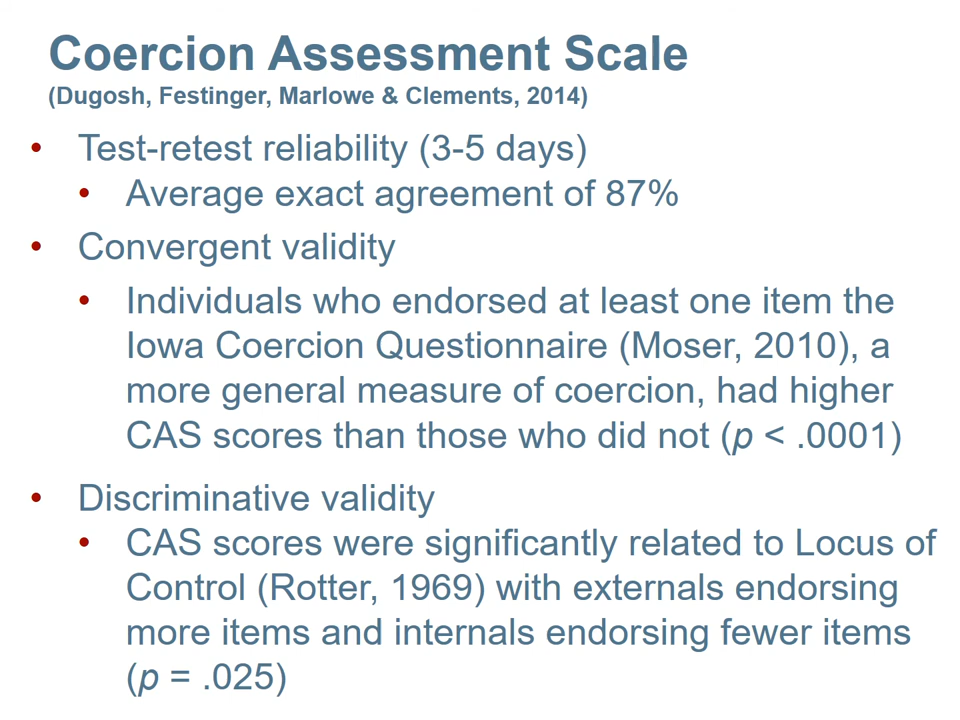 Coercion Assessment Scale
(Dugosh, Festinger, Marlowe & Clements, 2014)
• Test-retest reliability (3-5 days)
• Average exact agreement of 87%
• Convergent validity
• Individuals who endorsed at least one item the
Iowa Coercion Questionnaire (Moser, 2010), a
more general measure of coercion, had higher
CAS scores than those who did not (p < .0001)
• Discriminative validity
• CAS scores were significantly related to Locus of
Control (Rotter, 1969) with externals endorsing
more items and internals endorsing fewer items
(p = .025)